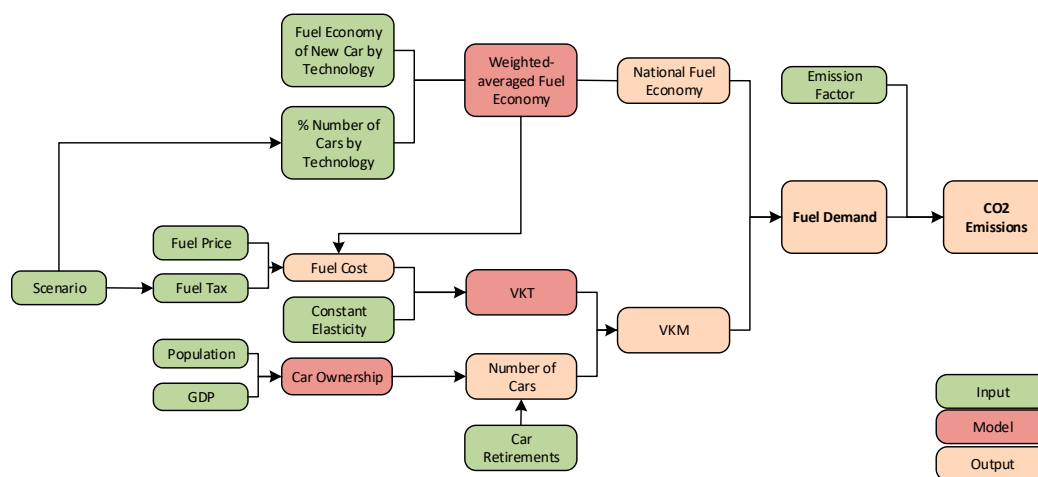 Fuel Economy
of New Car by
Technology
Weighted-
averaged Fuel
Economy
National Fuel
Economy
Emission
Factor
% Number of
Cars by
Technology
Fuel Demand
CO2
Emissions
Fuel Price
Fuel Cost
Scenario
Fuel Tax
Constant
Elasticity
VKT
VKM
Population
GDP
Car Ownership
Number of
Cars
Car
Retirements
Input
Model
Output